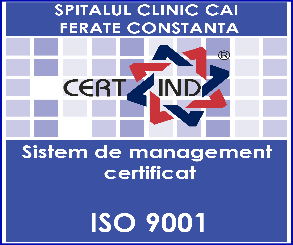 SPITALUL CLINIC CAI
FERATE CONSTANTA
CERT IND ®
Sistem de management
certificat
ISO 9001